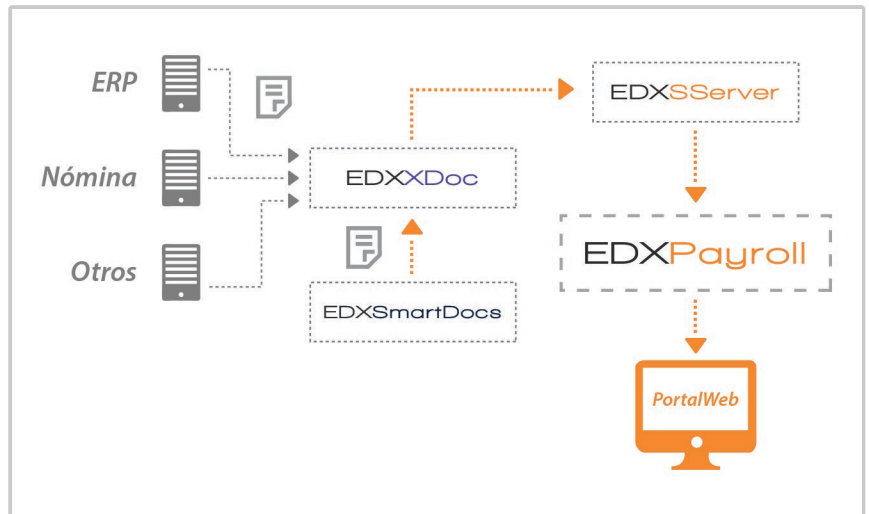 ERP
EDXSServer
Nómina
EDXXDoc
EDXPayroll
Otros
EDXSmartDocs
PortalWeb